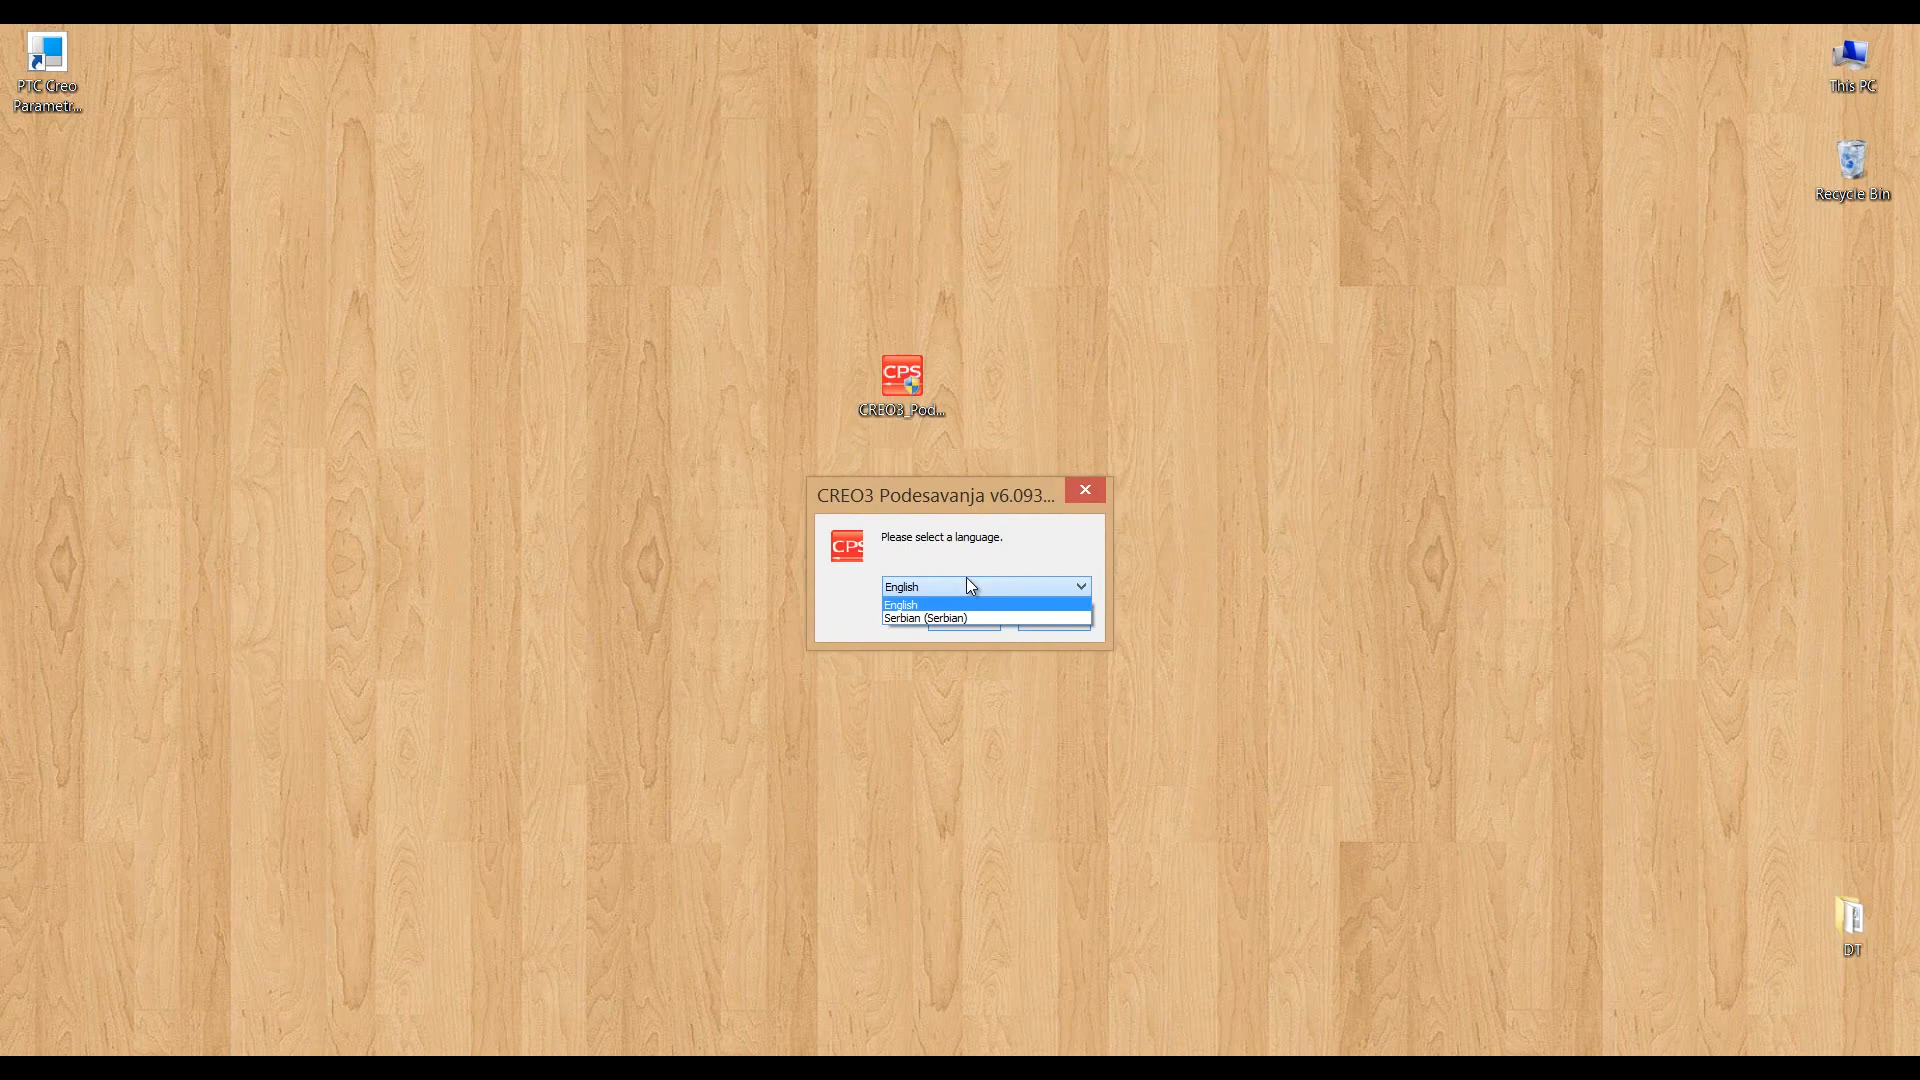 PTC Creo
Parametr...
This PC
Recycle Bin
CPS
CREO3_Pod...
CREO3 Podesavanja v6.093...
CPS
Please select a language.
English
English
Serbian (Serbian)
DT